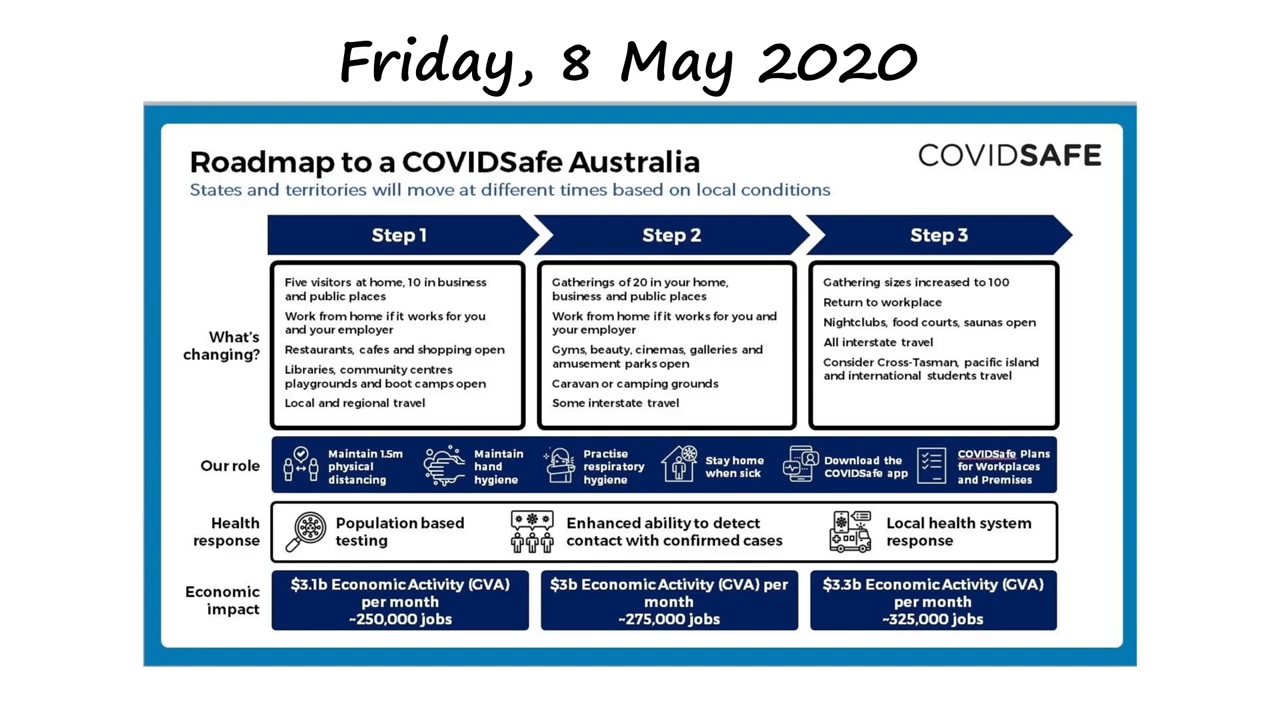 Friday, 8 May 2020
Roadmap to a COVIDSafe Australia
COVIDSAFE
States and territories will move at different times based on local conditions
Step 1
Step 2
Step 3
What's
changing?
Five visitors at home, 10 in business
and public places
Work from home if it works for you
and your employer
Restaurants, cafes and shopping open
Libraries, community centres
playgrounds and boot camps open
Local and regional travel
Gatherings of 20 in your home,
business and public places
Work from home if it works for you and
your employer
Gyms, beauty, cinemas, galleries and
amusement parks open
Caravan or camping grounds
Some interstate travel
Gathering sizes increased to 100
Return to workplace
Nightclubs, food courts, saunas open
All interstate travel
Consider Cross-Tasman, pacific island
and international students travel
Our role
Maintain 1.5m
physical
distancing
Maintain
hand
hygiene
Practise
respiratory
hygiene
Stay home
when sick
Download the
COVIDSafe app
COVIDSafe Plans
for Workplaces
and Premises
Health
response
Population based
testing
Enhanced ability to detect
contact with confirmed cases
Local health system
response
Economic
impact
$3.1b Economic Activity (GVA)
per month
~250,000 jobs
$3b Economic Activity (GVA) per
month
~275,000 jobs
$3.3b Economic Activity (GVA)
per month
~325,000 jobs